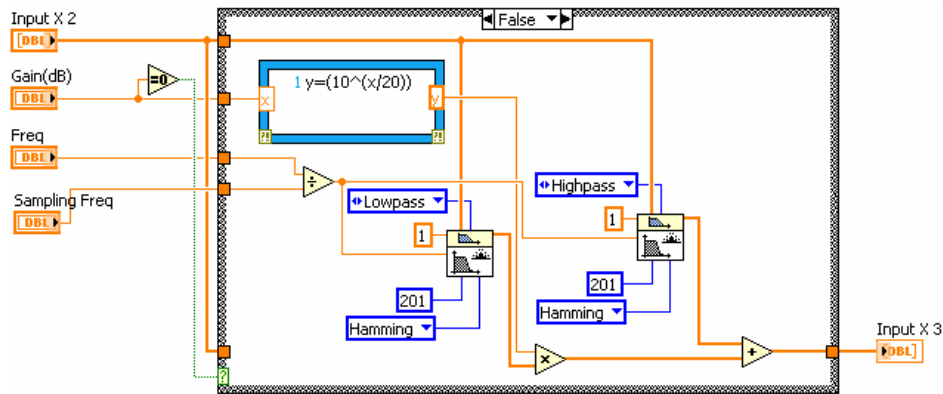 Input X 2
[DBL]
False
Gain(dB)
DBL
=0
1 y=(10^(x/20))
x
y
?!
?!
Freq
DBL
÷
Sampling Freq
DBL
Lowpass
Highpass
1
1
201
201
Hamming
Hamming
x
+
Input X 3
DBL]
?